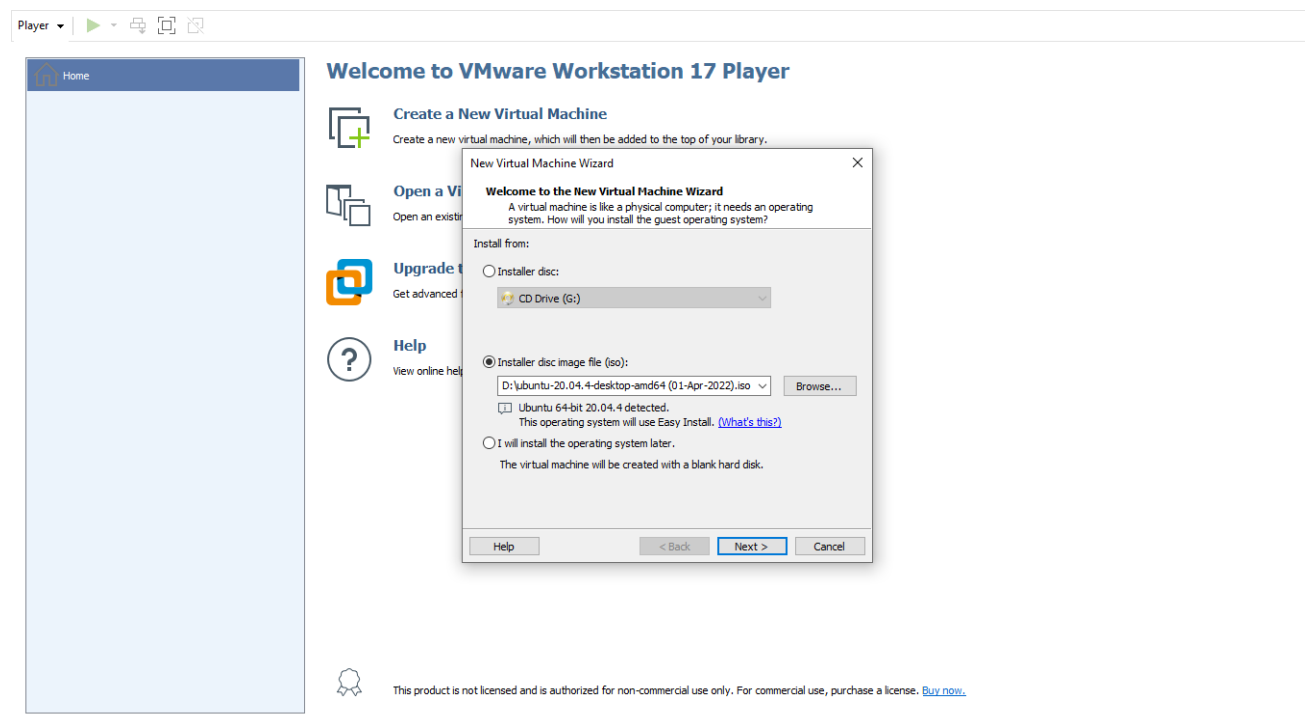 Player
Home
Welcome to VMware Workstation 17 Player
Create a New Virtual Machine
Create a new virtual machine, which will then be added to the top of your library.
Open a Vi
Open an existin
Upgrade t
Get advanced f
Help
View online help
New Virtual Machine Wizard
Welcome to the New Virtual Machine Wizard
A virtual machine is like a physical computer; it needs an operating
system. How will you install the guest operating system?
Install from:
Installer disc:
CD Drive (G:)
Installer disc image file (iso):
D:\ubuntu-20.04.4-desktop-amd64 (01-Apr-2022).iso
Browse...
Ubuntu 64-bit 20.04.4 detected.
This operating system will use Easy Install. (What's this?)
I will install the operating system later.
The virtual machine will be created with a blank hard disk.
Help
< Back
Next >
Cancel
This product is not licensed and is authorized for non-commercial use only. For commercial use, purchase a license. Buy now.